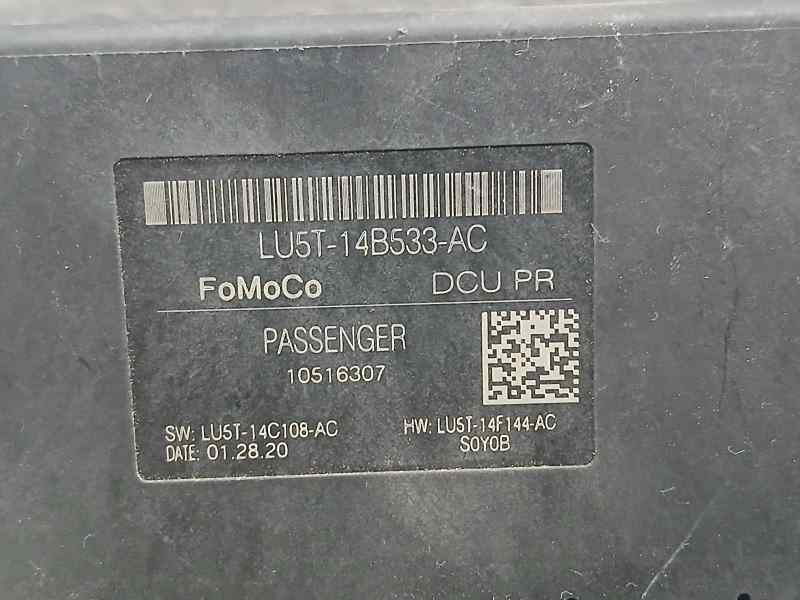 LU5T-14B533-AC
FoMoCo DCU PR
PASSENGER
10516307
SW: LU5T-14C108-AC HW: LU5T-14F144-AC
DATE: 01.28.20 S0Y0B